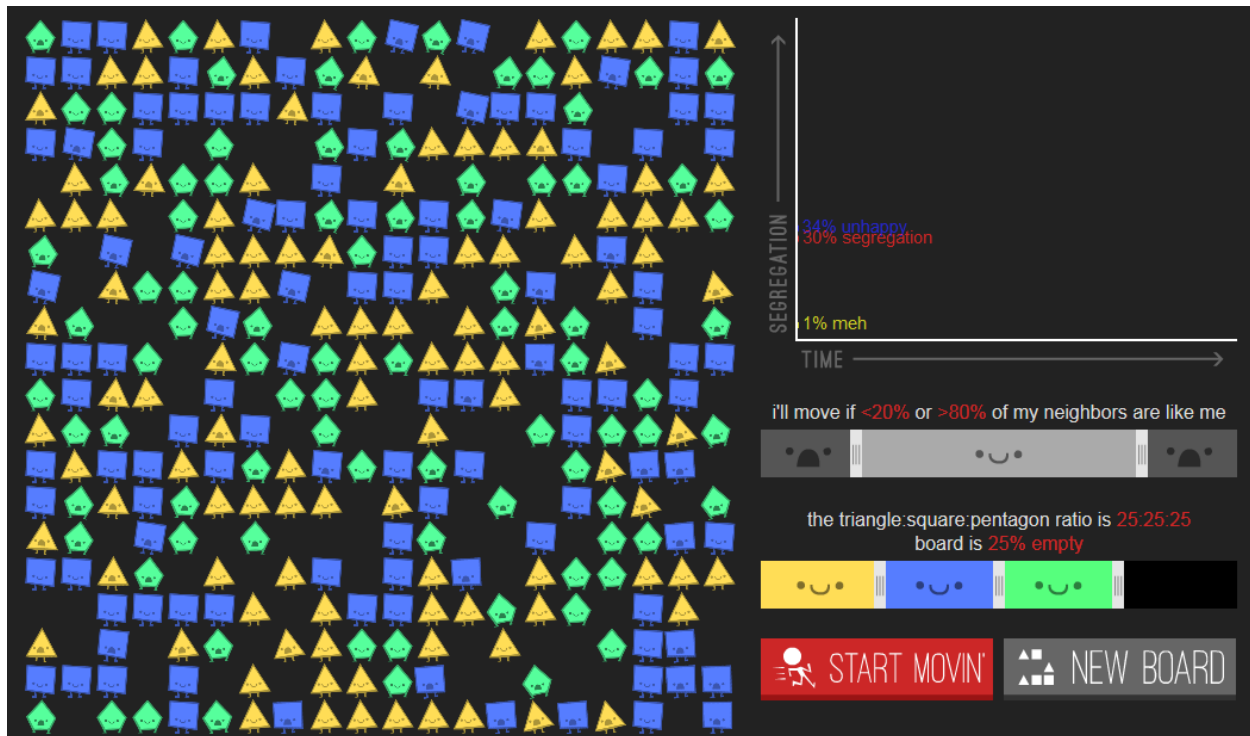 SEGREGATION
34% unhappy
30% segregation
1% meh
TIME
i'll move if <20% or >80% of my neighbors are like me
the triangle:square:pentagon ratio is 25:25:25
board is 25% empty
START MOVIN'
NEW BOARD